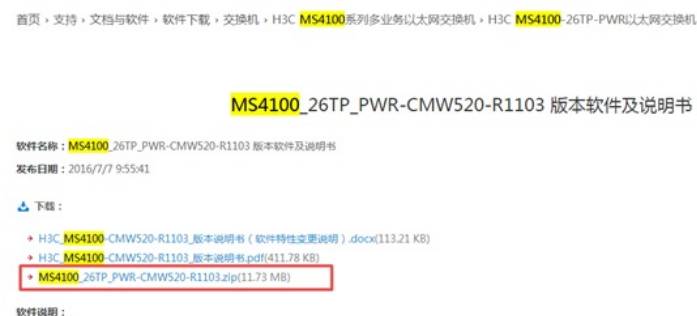 首页 › 支持 › 文档与软件 › 软件下载 › 交换机 › H3C MS4100系列多业务以太网交换机 › H3C MS4100-26TP-PWR以太网交换机
MS4100_26TP_PWR-CMW520-R1103 版本软件及说明书
软件名称：MS4100_26TP_PWR-CMW520-R1103 版本软件及说明书
发布日期：2016/7/7 9:55:41
下载：
H3C_MS4100-CMW520-R1103_版本说明书（软件特性变更说明）.docx(113.21 KB)
H3C_MS4100-CMW520-R1103_版本说明书.pdf(411.78 KB)
MS4100_26TP_PWR-CMW520-R1103.zip(11.73 MB)
软件说明：